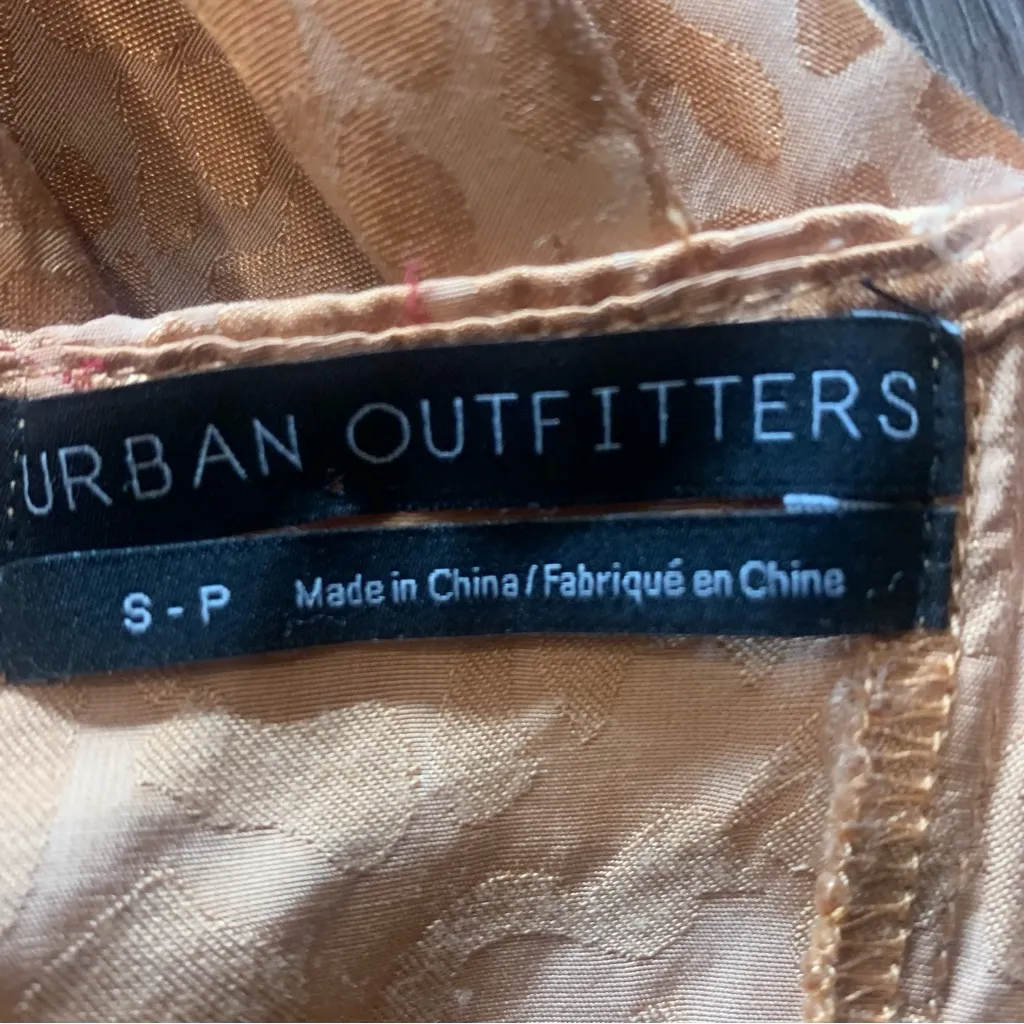 URBAN OUTFITTERS
S - P Made in China / Fabriqué en Chine